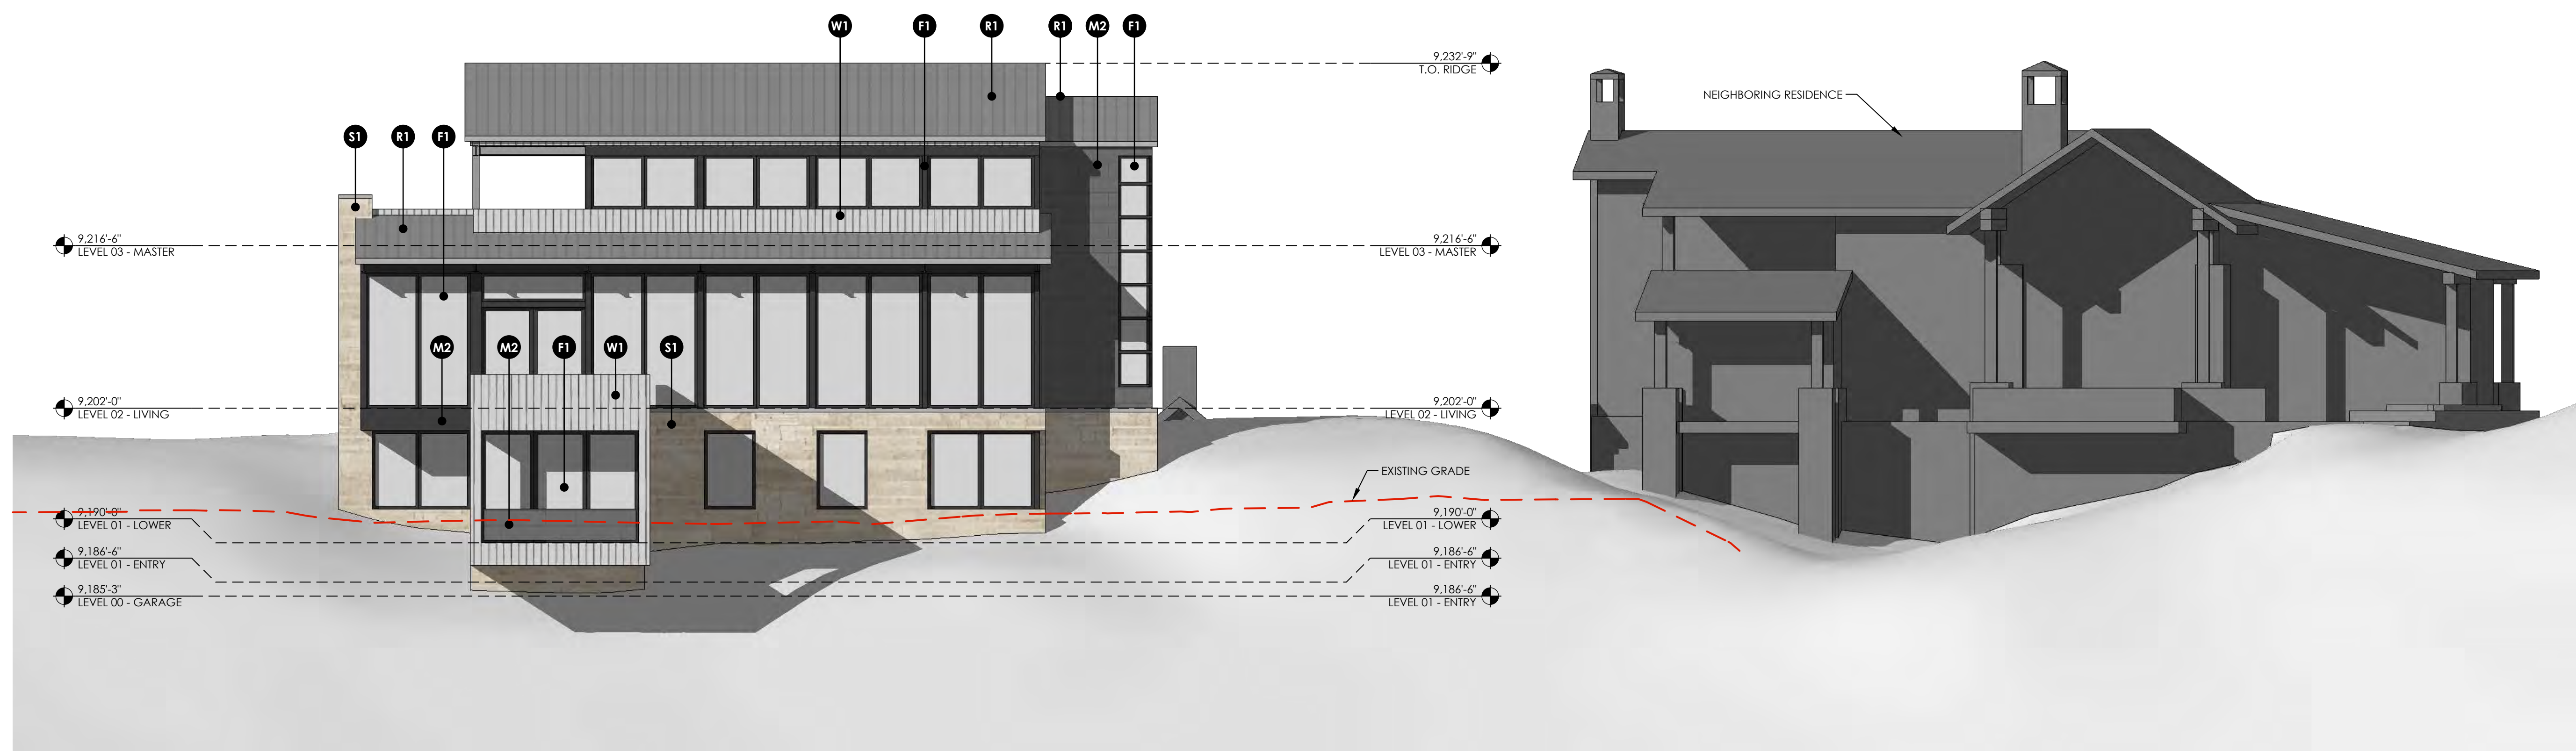 W1
F1
R1
R1
M2
F1
9,232'-9"
T.O. RIDGE
NEIGHBORING RESIDENCE
S1
R1
F1
9,216'-6"
LEVEL 03 - MASTER
9,216'-6"
LEVEL 03 - MASTER
M2
M2
F1
W1
S1
9,202'-0"
LEVEL 02 - LIVING
9,202'-0"
LEVEL 02 - LIVING
EXISTING GRADE
9,190'-0"
LEVEL 01 - LOWER
9,190'-0"
LEVEL 01 - LOWER
9,186'-6"
LEVEL 01 - ENTRY
9,186'-6"
LEVEL 01 - ENTRY
9,185'-3"
LEVEL 00 - GARAGE
9,186'-6"
LEVEL 01 - ENTRY